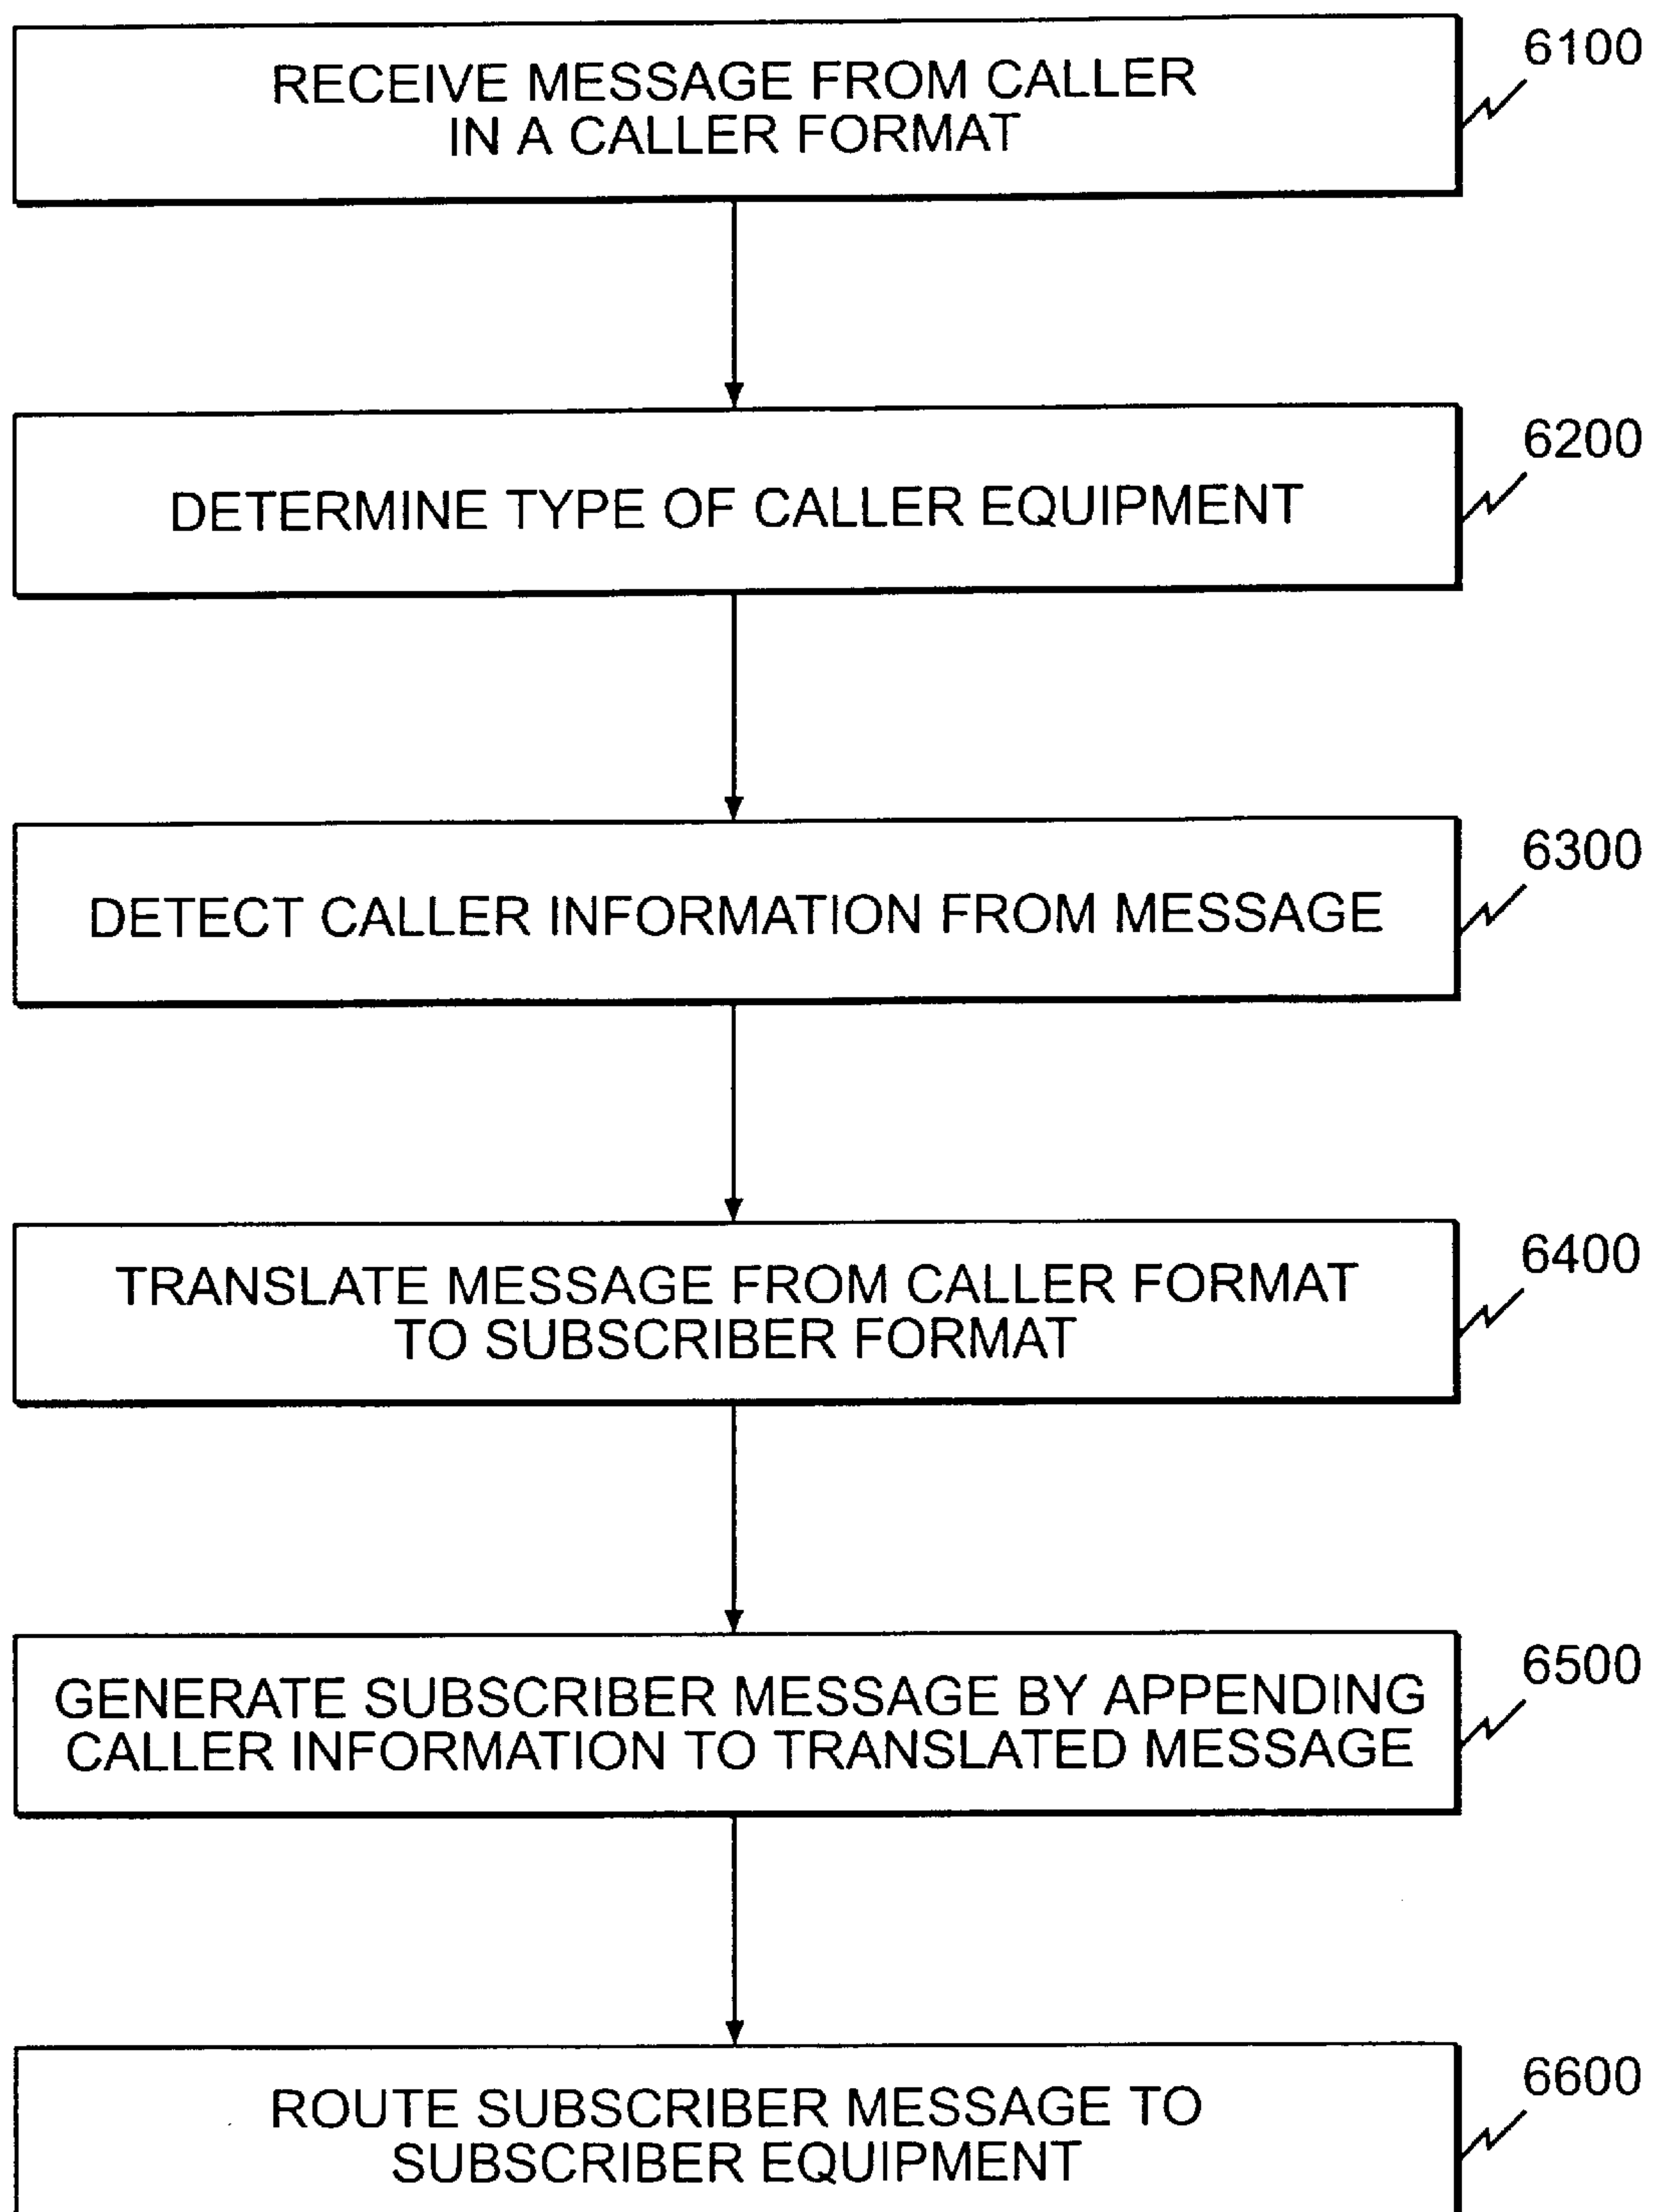 RECEIVE MESSAGE FROM CALLER
IN A CALLER FORMAT
6100
DETERMINE TYPE OF CALLER EQUIPMENT
6200
DETECT CALLER INFORMATION FROM MESSAGE
6300
TRANSLATE MESSAGE FROM CALLER FORMAT
TO SUBSCRIBER FORMAT
6400
GENERATE SUBSCRIBER MESSAGE BY APPENDING
CALLER INFORMATION TO TRANSLATED MESSAGE
6500
ROUTE SUBSCRIBER MESSAGE TO
SUBSCRIBER EQUIPMENT
6600